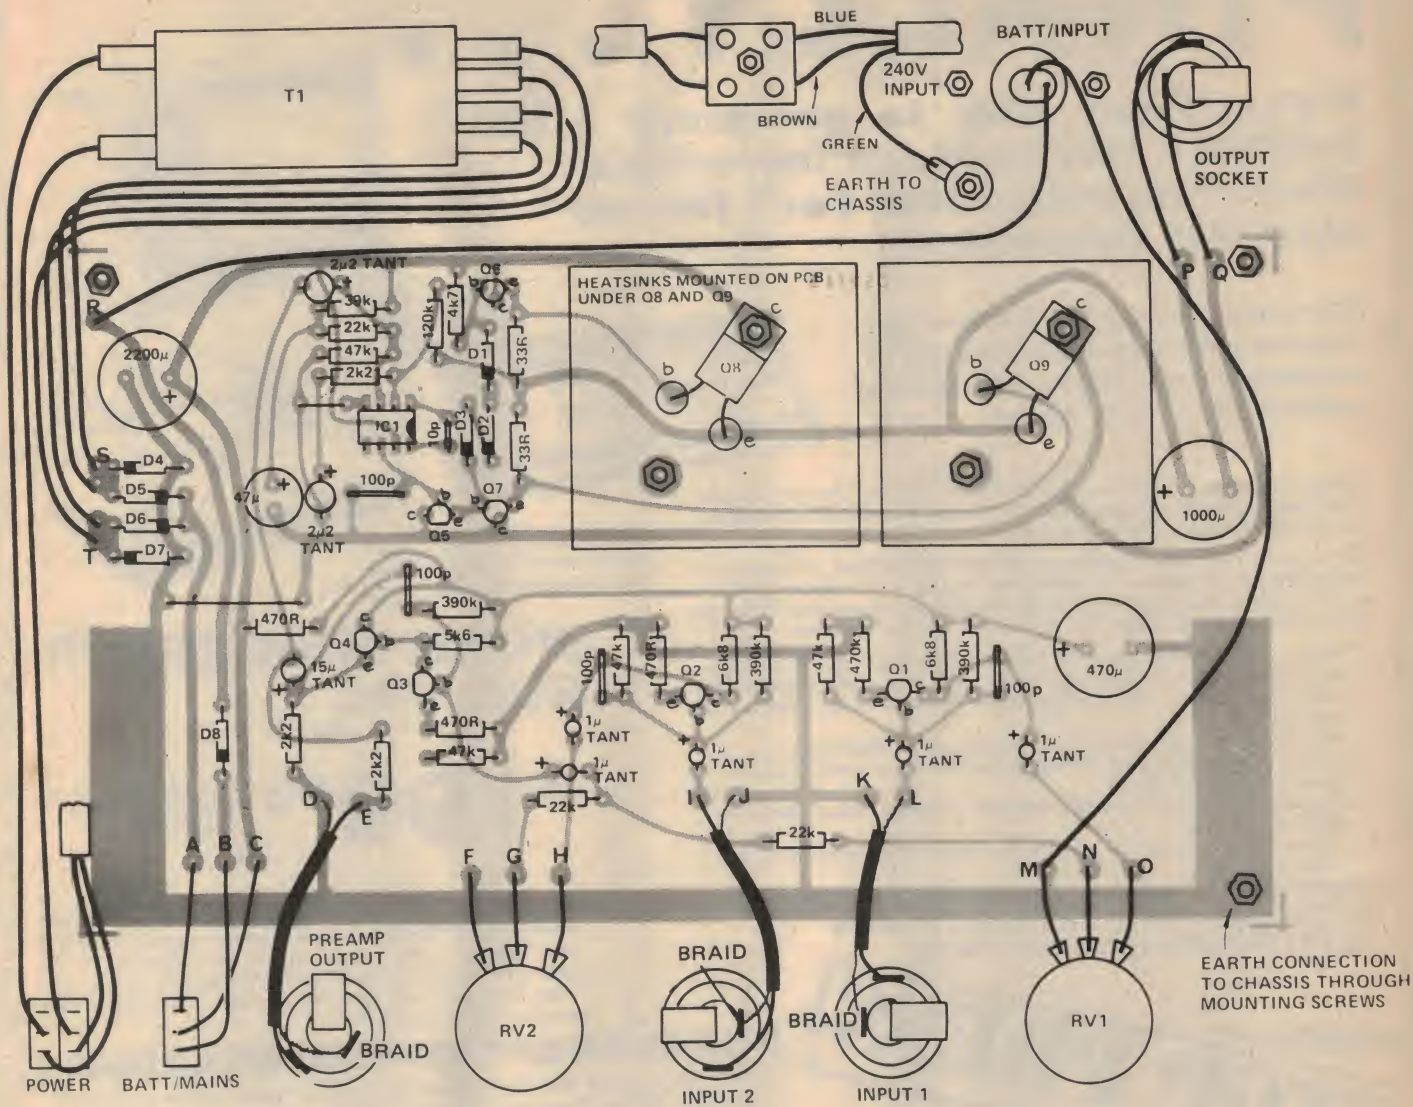 BLUE
BATT/INPUT
T1
240V
INPUT
BROWN
GREEN
OUTPUT
SOCKET
EARTH TO
CHASSIS
P
Q
2µ2 TANT
+
39k
22k
47k
2k2
120k
4k7
Q6
b
e
c
D1
33R
HEATSINKS MOUNTED ON PCB
UNDER Q8 AND Q9
c
b
Q8
e
c
b
Q9
e
R
2200µ
+
IC1
10p
D3
D2
33R
S
D4
D5
D6
D7
T
47µ
+
+
2µ2
TANT
100p
c
b
e
Q5
Q7
b
e
c
+
1000µ
100p
390k
470R
Q4
c
b
e
5k6
15µ
TANT
+
Q3
c
b
e
470R
47k
2k2
2k2
D8
100p
47k
470R
Q2
e
c
b
6k8
390k
47k
470k
Q1
e
c
b
6k8
390k
100p
+
470µ
+
1µ
TANT
+
1µ
TANT
+
1µ
TANT
+
1µ
TANT
+
1µ
TANT
22k
22k
D
E
I
J
K
L
A
B
C
F
G
H
M
N
O
PREAMP
OUTPUT
BRAID
RV2
BRAID
BRAID
RV1
EARTH CONNECTION
TO CHASSIS THROUGH
MOUNTING SCREWS
POWER
BATT/MAINS
INPUT 2
INPUT 1